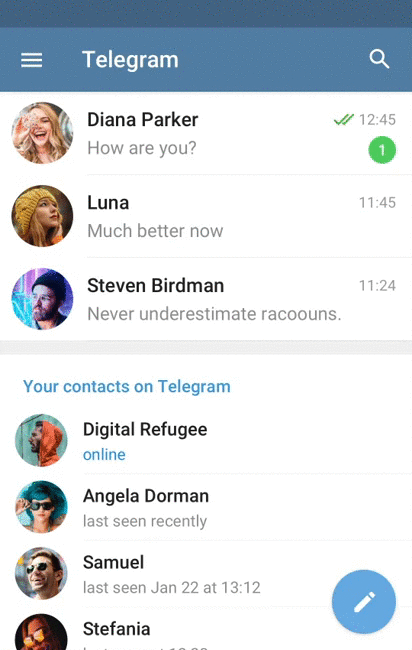 Telegram
Diana Parker
12:45
How are you?
1
Luna
11:45
Much better now
Steven Birdman
11:24
Never underestimate racoouns.
Your contacts on Telegram
Digital Refugee
online
Angela Dorman
last seen recently
Samuel
last seen Jan 22 at 13:12
Stefania